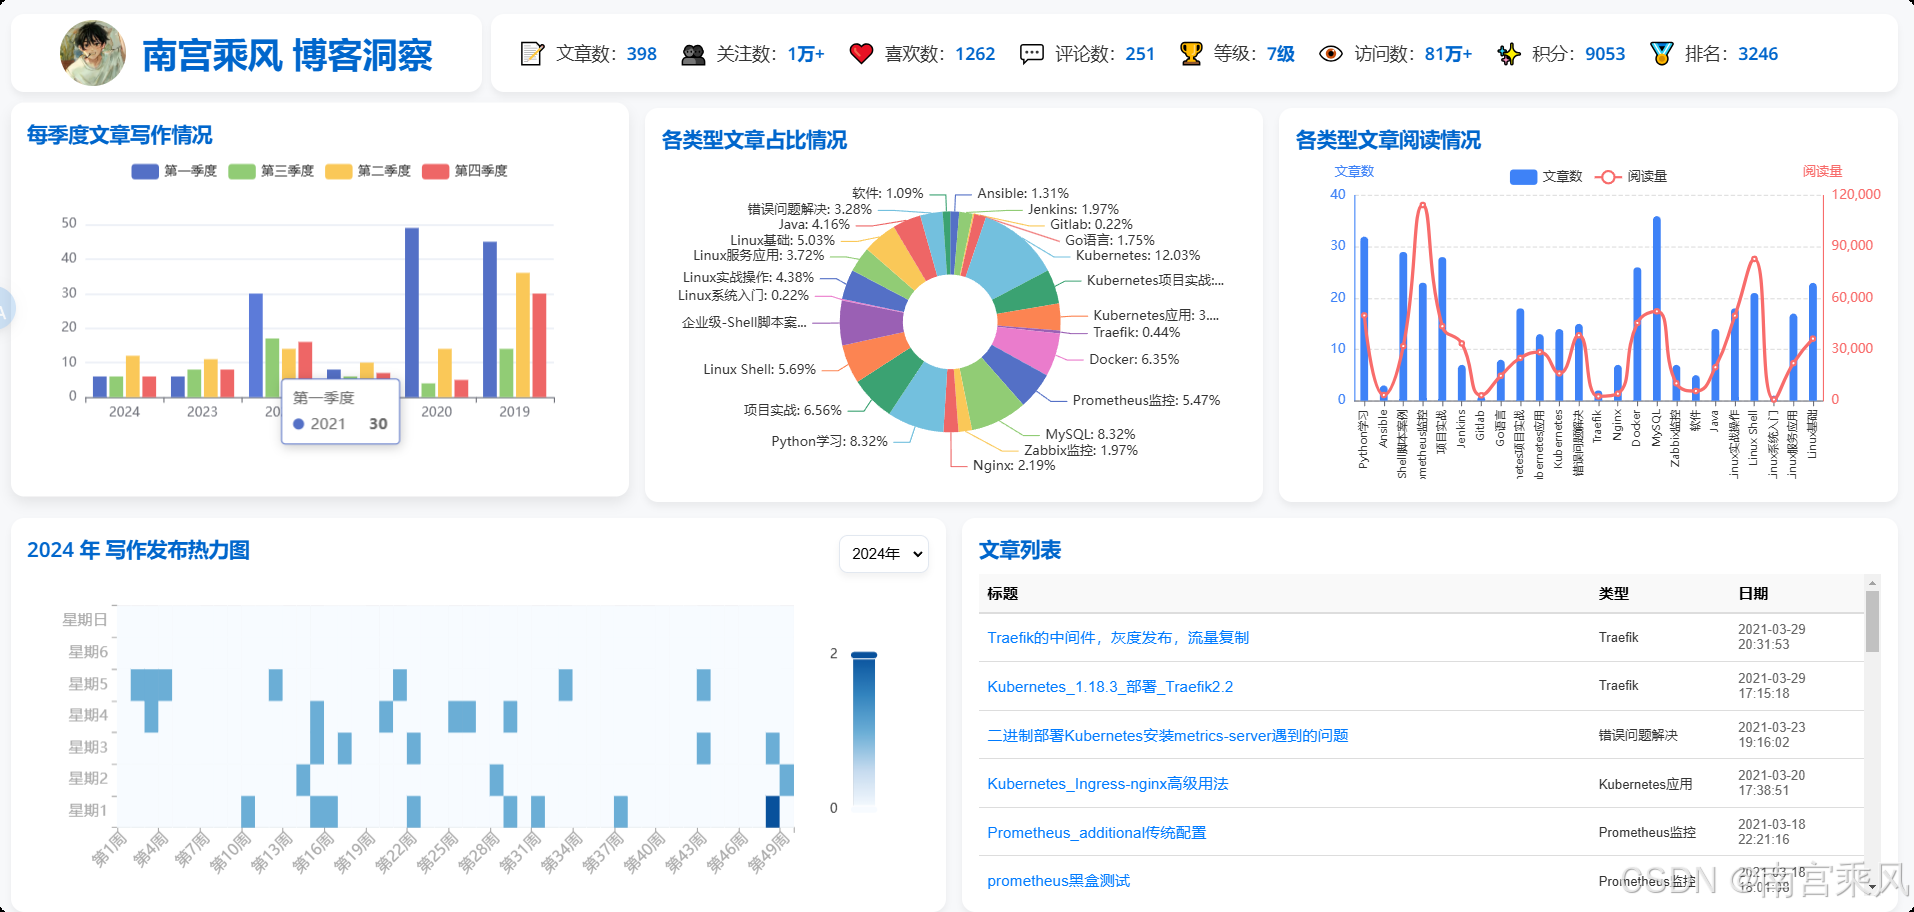 南宫乘风 博客洞察
文章数：398
关注数：1万+
喜欢数：1262
评论数：251
等级：7级
访问数：81万+
积分：9053
排名：3246
每季度文章写作情况
第一季度 第三季度 第二季度 第四季度
50
40
30
20
10
0
2024 2023 2020 2019
第一季度
2021 30
各类型文章占比情况
软件: 1.09%
错误问题解决: 3.28%
Java: 4.16%
Linux基础: 5.03%
Linux服务应用: 3.72%
Linux实战操作: 4.38%
Linux系统入门: 0.22%
企业级-Shell脚本案...
Linux Shell: 5.69%
项目实战: 6.56%
Python学习: 8.32%
Ansible: 1.31%
Jenkins: 1.97%
Gitlab: 0.22%
Go语言: 1.75%
Kubernetes: 12.03%
Kubernetes项目实战:...
Kubernetes应用: 3....
Traefik: 0.44%
Docker: 6.35%
Prometheus监控: 5.47%
MySQL: 8.32%
Zabbix监控: 1.97%
Nginx: 2.19%
各类型文章阅读情况
文章数
文章数 阅读量
阅读量
40
30
20
10
0
120,000
90,000
60,000
30,000
0
Python学习
Ansible
Shell脚本案例
ometheus监控
项目实战
Jenkins
Gitlab
Go语言
netes项目实战
bernetes应用
Kubernetes
错误问题解决
Traefik
Nginx
Docker
MySQL
Zabbix监控
软件
Java
inux实战操作
Linux Shell
inux系统入门
inux服务应用
Linux基础
2024 年 写作发布热力图
2024年
星期日
星期6
星期5
星期4
星期3
星期2
星期1
第1周 第4周 第7周 第10周 第13周 第16周 第19周 第22周 第25周 第28周 第31周 第34周 第37周 第40周 第43周 第46周 第49周
2
0
文章列表
标题 类型 日期
Traefik的中间件，灰度发布，流量复制 Traefik 2021-03-29
20:31:53
Kubernetes_1.18.3_部署_Traefik2.2 Traefik 2021-03-29
17:15:18
二进制部署Kubernetes安装metrics-server遇到的问题 错误问题解决 2021-03-23
19:16:02
Kubernetes_Ingress-nginx高级用法 Kubernetes应用 2021-03-20
17:38:51
Prometheus_additional传统配置 Prometheus监控 2021-03-18
22:21:16
prometheus黑盒测试 Prometheus监控 2021-03-18
CSDN @南宫乘风